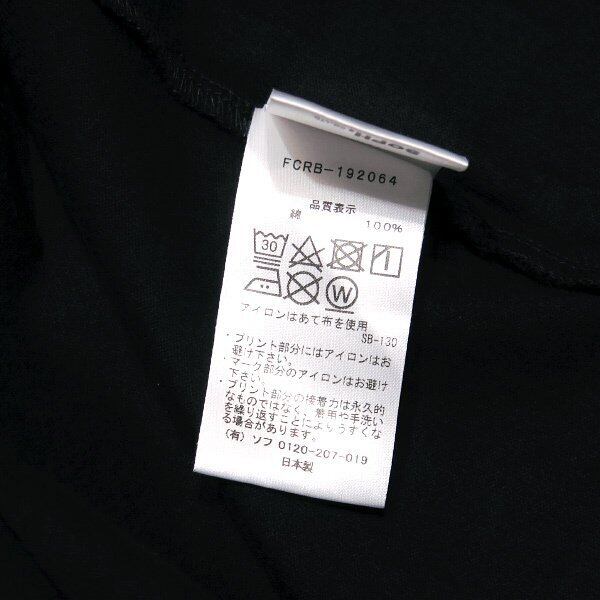 FCRB-192064
品質表示
綿 100%
30
W
アイロンはあて布を使用
SB-130
・プリント部分にはアイロンはお
避け下さい。
・マーク部分のアイロンはお避け
下さい。
・プリント部分の接着力は永久的
なものではなく、着用や手洗い
を繰り返すことによりうすくな
る場合があります。
(有)ソフ 0120-207-019
日本製